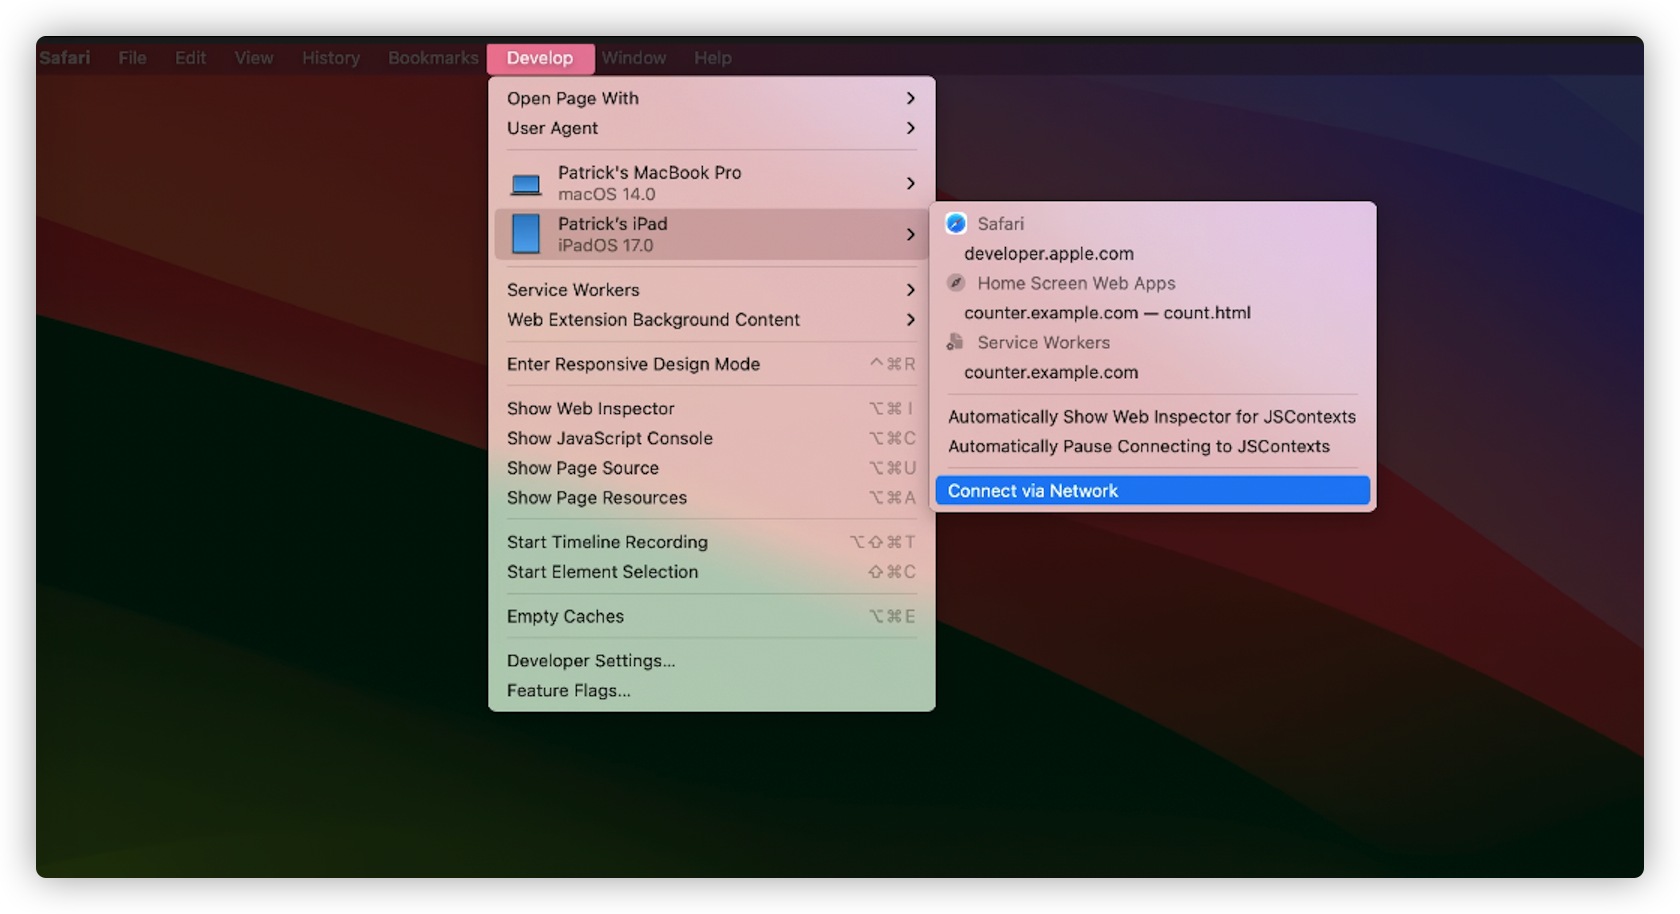 Safari File Edit View History Bookmarks Develop Window Help
Open Page With
User Agent
Patrick's MacBook Pro
macOS 14.0
Patrick’s iPad
iPadOS 17.0
Service Workers
Web Extension Background Content
Enter Responsive Design Mode ^⌘R
Show Web Inspector ⌥⌘I
Show JavaScript Console ⌥⌘C
Show Page Source ⌥⌘U
Show Page Resources ⌥⌘A
Start Timeline Recording ⌥⇧⌘T
Start Element Selection ⇧⌘C
Empty Caches ⌥⌘E
Developer Settings...
Feature Flags...
Safari
developer.apple.com
Home Screen Web Apps
counter.example.com — count.html
Service Workers
counter.example.com
Automatically Show Web Inspector for JSContexts
Automatically Pause Connecting to JSContexts
Connect via Network